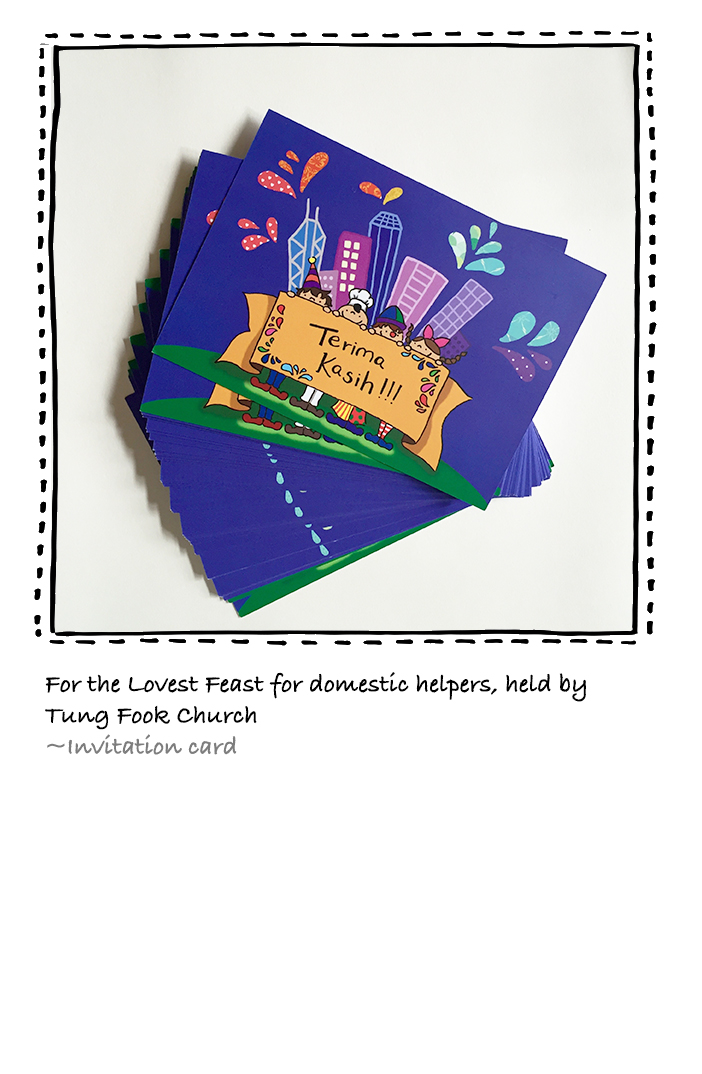 Terima
Kasih!!!
For the Lovest Feast for domestic helpers, held by
Tung Fook Church
~Invitation card